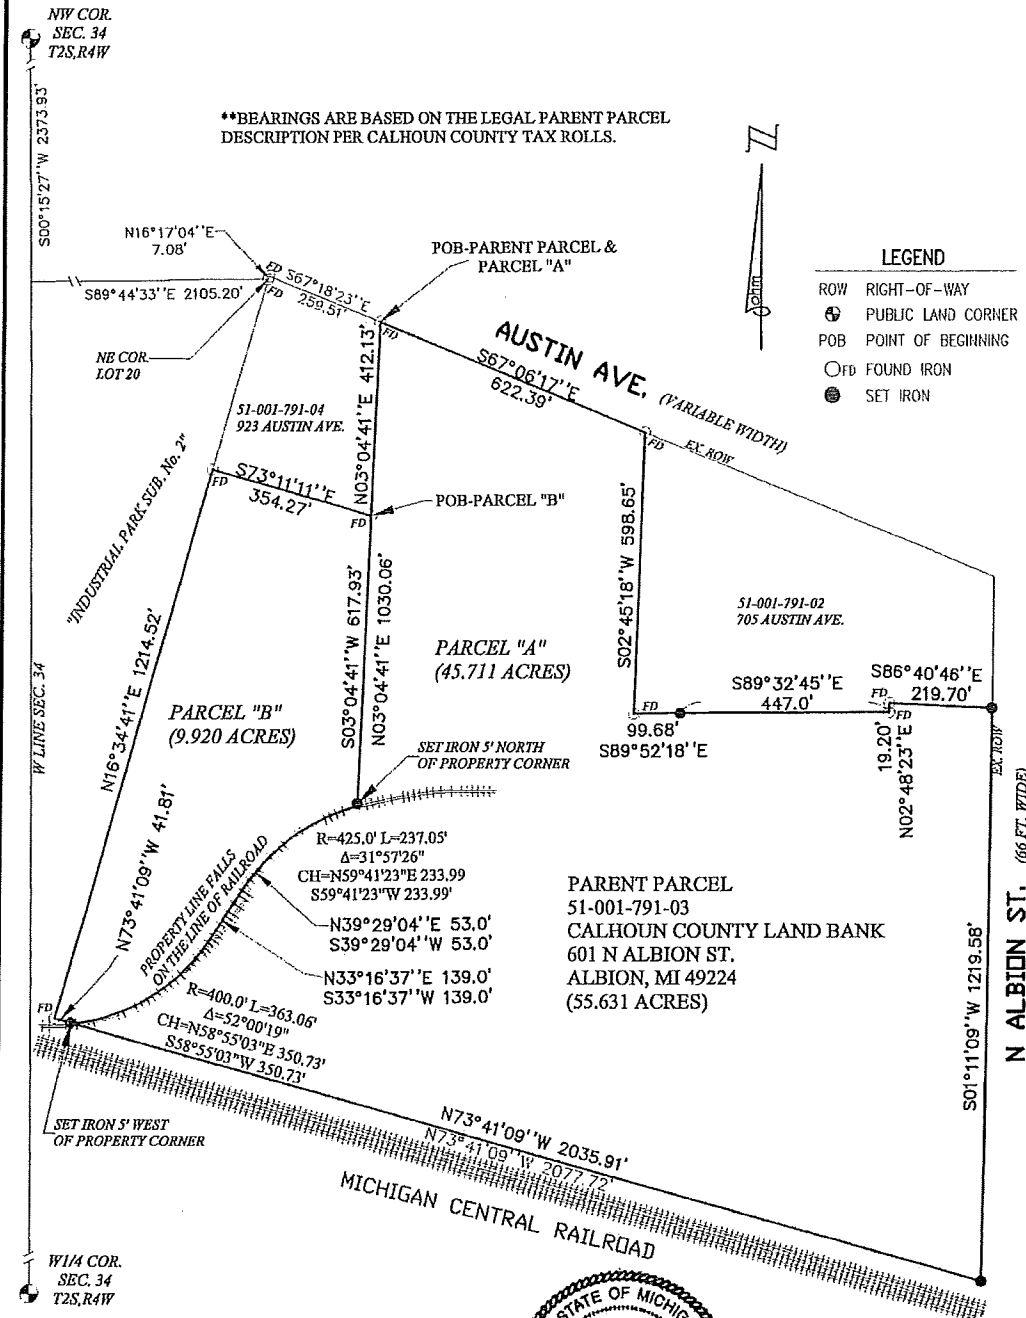 NW COR.
SEC. 34
T2S,R4W
S00°15'27''W 2373.93'
**BEARINGS ARE BASED ON THE LEGAL PARENT PARCEL
DESCRIPTION PER CALHOUN COUNTY TAX ROLLS.
N
ohm
N16°17'04''E
7.08'
S89°44'33''E 2105.20'
FD
FD
S67°18'23''E
259.51'
NE COR.
LOT 20
POB-PARENT PARCEL &
PARCEL "A"
FD
LEGEND
ROW RIGHT-OF-WAY
PUBLIC LAND CORNER
POB POINT OF BEGINNING
FD FOUND IRON
SET IRON
AUSTIN AVE. (VARIABLE WIDTH)
S67°06'17''E
622.39'
FD
EX. ROW
51-001-791-04
923 AUSTIN AVE.
N03°04'41''E 412.13'
FD
S73°11'11''E
354.27'
FD
POB-PARCEL "B"
"INDUSTRIAL PARK SUB. No. 2"
N16°34'41''E 1214.52'
W LINE SEC. 34
S03°04'41''W 617.93'
N03°04'41''E 1030.06'
PARCEL "A"
(45.711 ACRES)
PARCEL "B"
(9.920 ACRES)
S02°45'18''W 598.65'
51-001-791-02
705 AUSTIN AVE.
S86°40'46''E
219.70'
S89°32'45''E
447.0'
FD
FD
FD
99.68'
S89°52'18''E
19.20'
N02°48'23''E
EX. ROW
(66 FT. WIDE)
N ALBION ST.
S01°11'09''W 1219.58'
SET IRON 5' NORTH
OF PROPERTY CORNER
N73°41'09''W 41.81'
PROPERTY LINE FALLS
ON THE LINE OF RAILROAD
R=425.0' L=237.05'
Δ=31°57'26"
CH=N59°41'23"E 233.99
S59°41'23"W 233.99'
N39°29'04''E 53.0'
S39°29'04''W 53.0'
N33°16'37''E 139.0'
S33°16'37''W 139.0'
R=400.0' L=363.06'
Δ=52°00'19"
CH=N58°55'03"E 350.73'
S58°55'03"W 350.73'
PARENT PARCEL
51-001-791-03
CALHOUN COUNTY LAND BANK
601 N ALBION ST.
ALBION, MI 49224
(55.631 ACRES)
FD
SET IRON 5' WEST
OF PROPERTY CORNER
N73°41'09''W 2035.91'
N73°41'09''W 2077.72'
MICHIGAN CENTRAL RAILROAD
W1/4 COR.
SEC. 34
T2S,R4W
STATE OF MICHIG